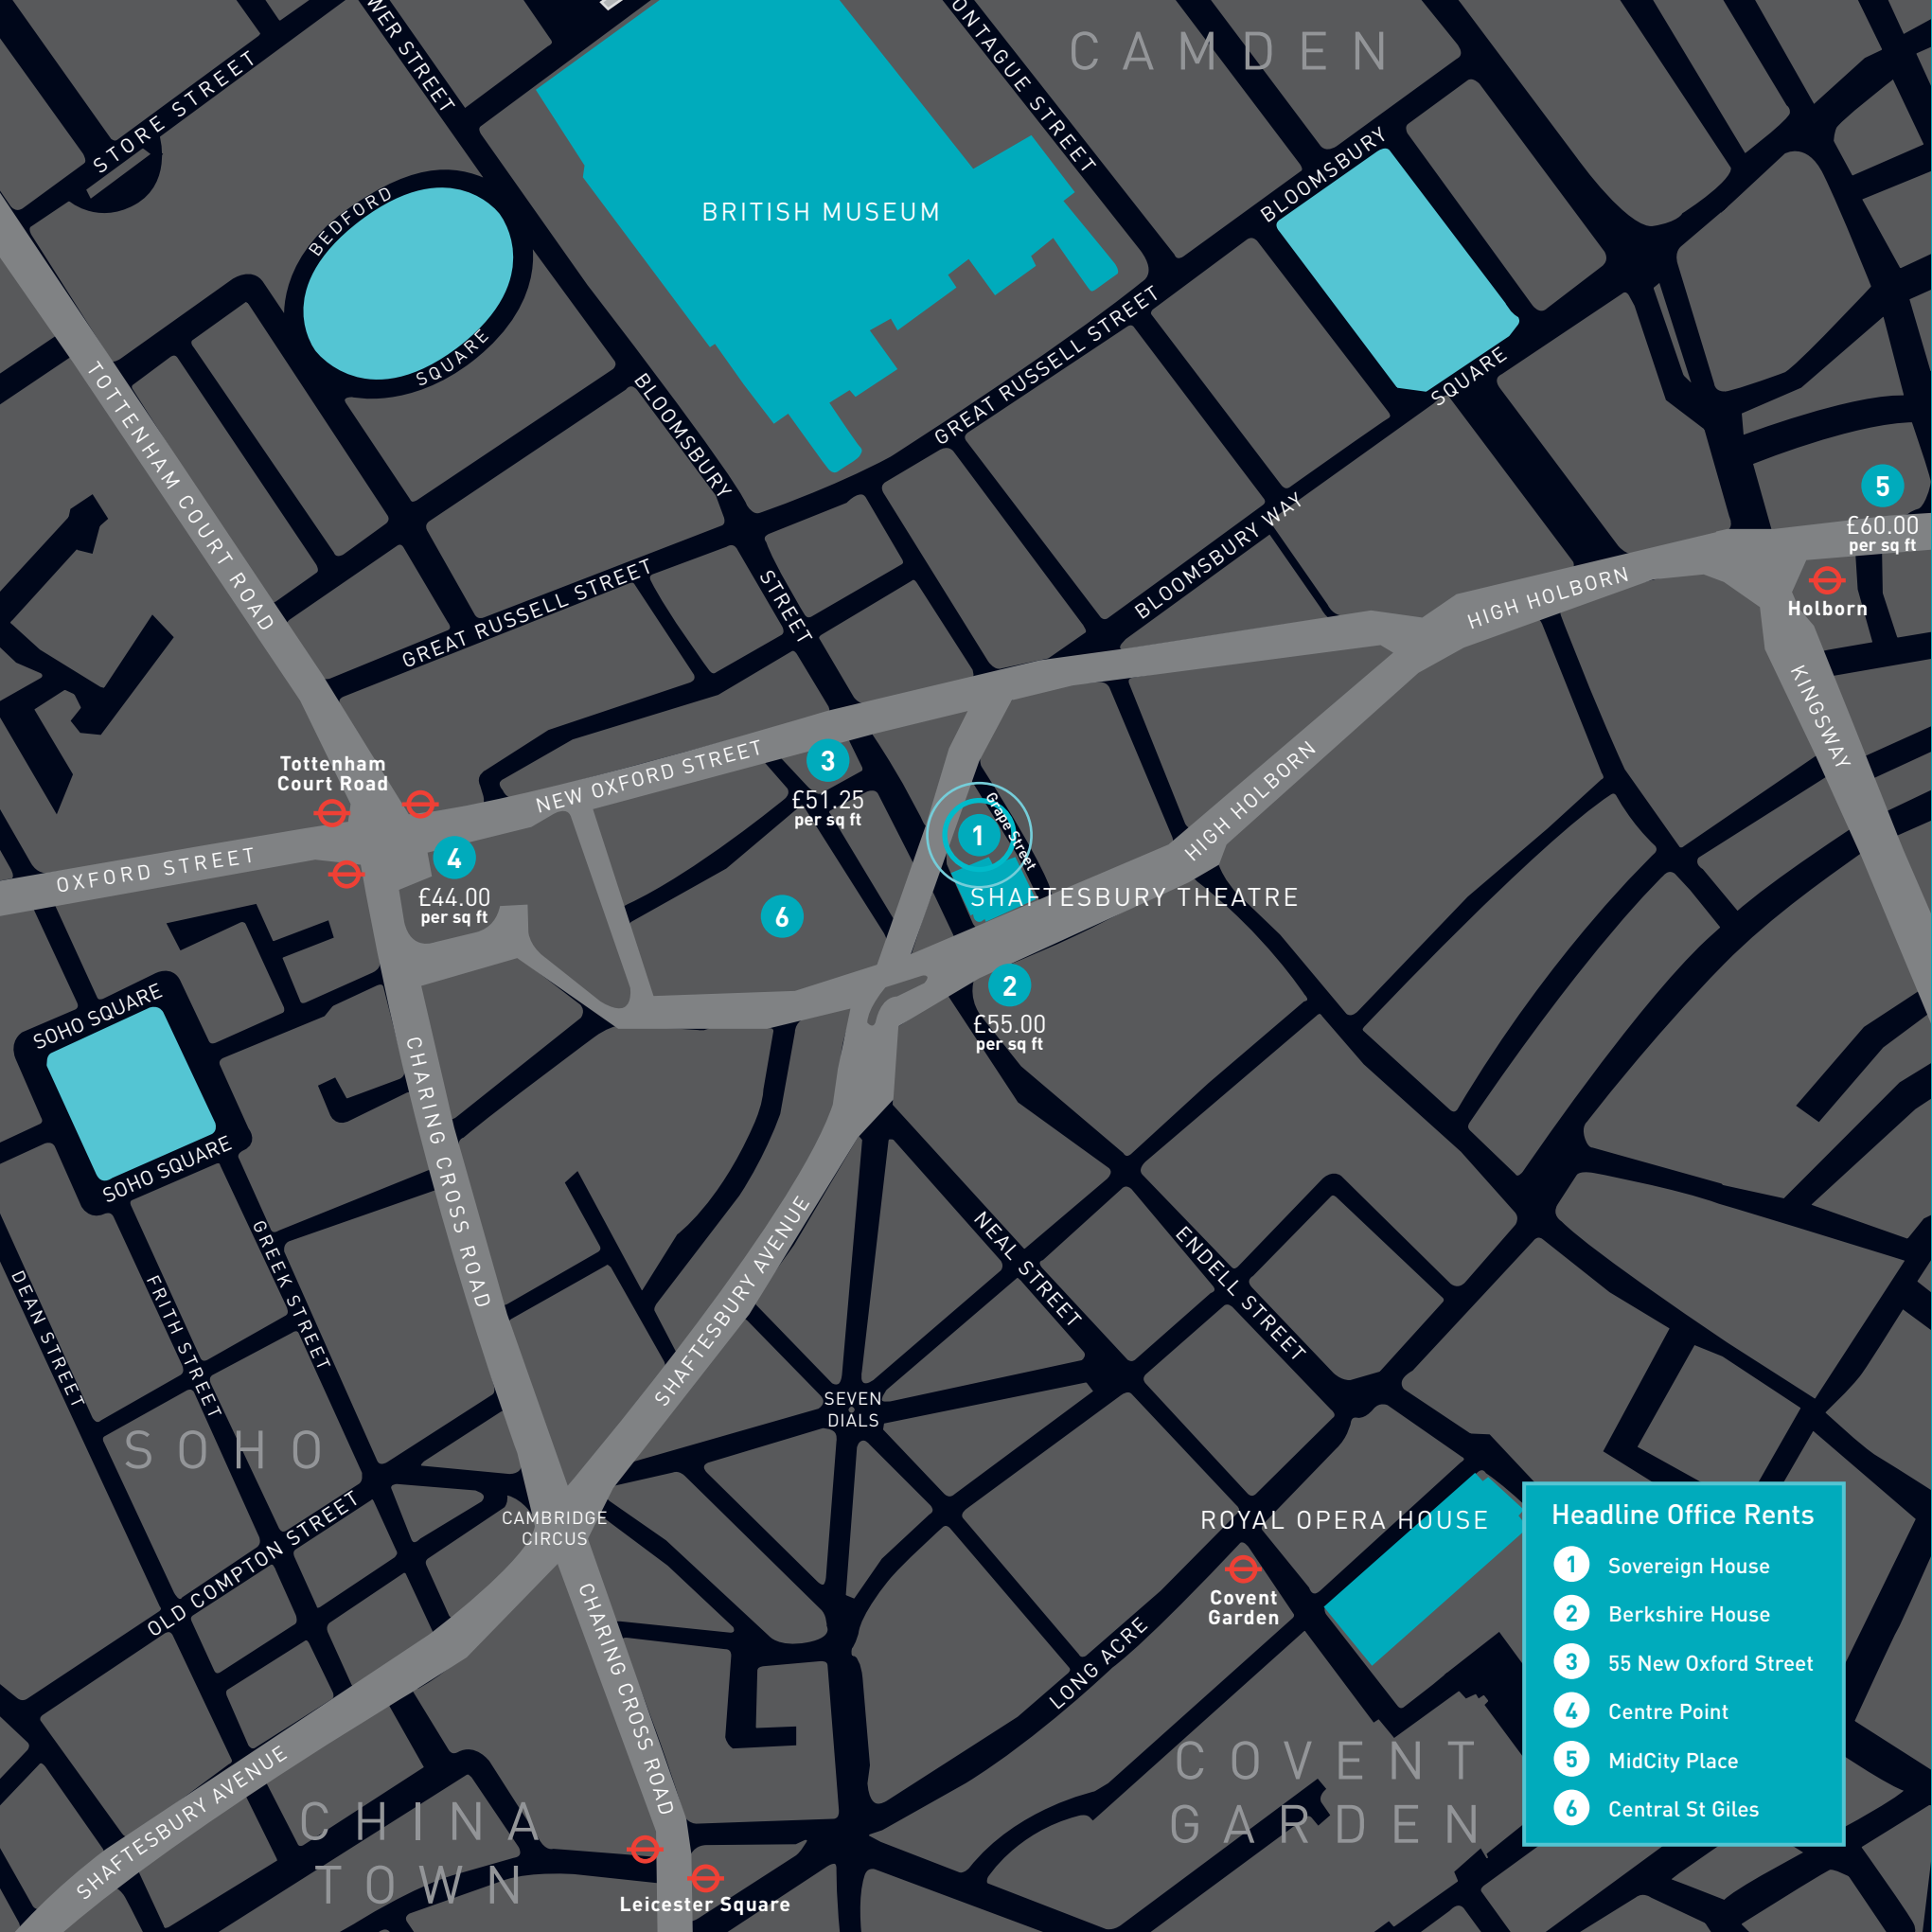 CAMDEN
STORE STREET
WER STREET
ONTAGUE STREET
BEDFORD
SQUARE
BRITISH MUSEUM
BLOOMSBURY
SQUARE
TOTTENHAM COURT ROAD
BLOOMSBURY
STREET
GREAT RUSSELL STREET
GREAT RUSSELL STREET
BLOOMSBURY WAY
5
£60.00
per sq ft
Holborn
HIGH HOLBORN
KINGSWAY
Tottenham
Court Road
NEW OXFORD STREET
3
£51.25
per sq ft
1
Grape Street
HIGH HOLBORN
OXFORD STREET
4
£44.00
per sq ft
6
SHAFTESBURY THEATRE
2
£55.00
per sq ft
SOHO SQUARE
SOHO SQUARE
CHARING CROSS ROAD
DEAN STREET
FRITH STREET
GREEK STREET
SHAFTESBURY AVENUE
NEAL STREET
ENDELL STREET
SEVEN
DIALS
SOHO
OLD COMPTON STREET
CAMBRIDGE
CIRCUS
ROYAL OPERA HOUSE
Covent
Garden
LONG ACRE
CHARING CROSS ROAD
SHAFTESBURY AVENUE
CHINA
TOWN
COVENT
GARDEN
Leicester Square
Headline Office Rents
1 Sovereign House
2 Berkshire House
3 55 New Oxford Street
4 Centre Point
5 MidCity Place
6 Central St Giles